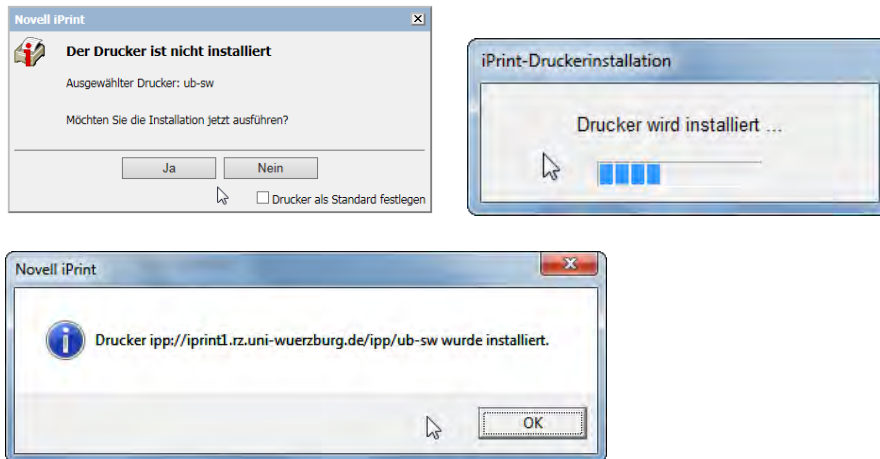 Novell iPrint
Der Drucker ist nicht installiert
Ausgewählter Drucker: ub-sw
Möchten Sie die Installation jetzt ausführen?
Ja
Nein
Drucker als Standard festlegen
iPrint-Druckerinstallation
Drucker wird installiert ...
Novell iPrint
Drucker ipp://iprint1.rz.uni-wuerzburg.de/ipp/ub-sw wurde installiert.
OK